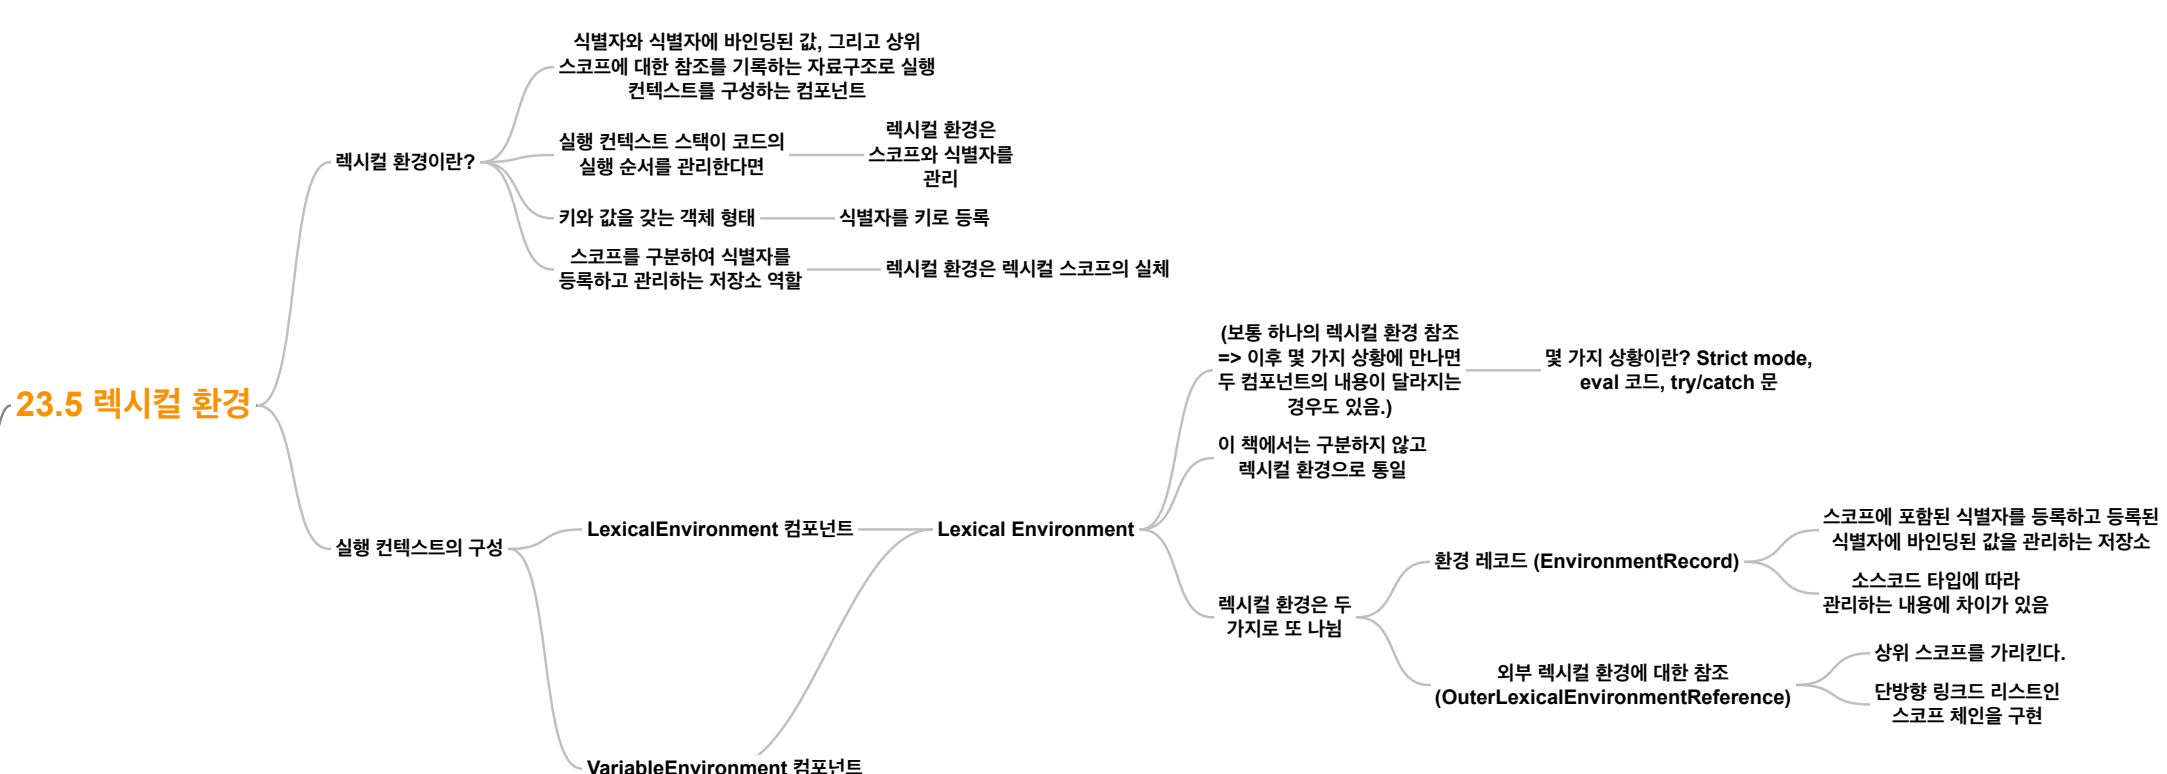 23.5 렉시컬 환경
렉시컬 환경이란?
식별자와 식별자에 바인딩된 값, 그리고 상위
스코프에 대한 참조를 기록하는 자료구조로 실행
컨텍스트를 구성하는 컴포넌트
실행 컨텍스트 스택이 코드의
실행 순서를 관리한다면
렉시컬 환경은
스코프와 식별자를
관리
키와 값을 갖는 객체 형태
식별자를 키로 등록
스코프를 구분하여 식별자를
등록하고 관리하는 저장소 역할
렉시컬 환경은 렉시컬 스코프의 실체
실행 컨텍스트의 구성
LexicalEnvironment 컴포넌트
Lexical Environment
(보통 하나의 렉시컬 환경 참조
=> 이후 몇 가지 상황에 만나면
두 컴포넌트의 내용이 달라지는
경우도 있음.)
몇 가지 상황이란? Strict mode,
eval 코드, try/catch 문
이 책에서는 구분하지 않고
렉시컬 환경으로 통일
렉시컬 환경은 두
가지로 또 나뉨
환경 레코드 (EnvironmentRecord)
스코프에 포함된 식별자를 등록하고 등록된
식별자에 바인딩된 값을 관리하는 저장소
소스코드 타입에 따라
관리하는 내용에 차이가 있음
외부 렉시컬 환경에 대한 참조
(OuterLexicalEnvironmentReference)
상위 스코프를 가리킨다.
단방향 링크드 리스트인
스코프 체인을 구현
VariableEnvironment 컴포넌트